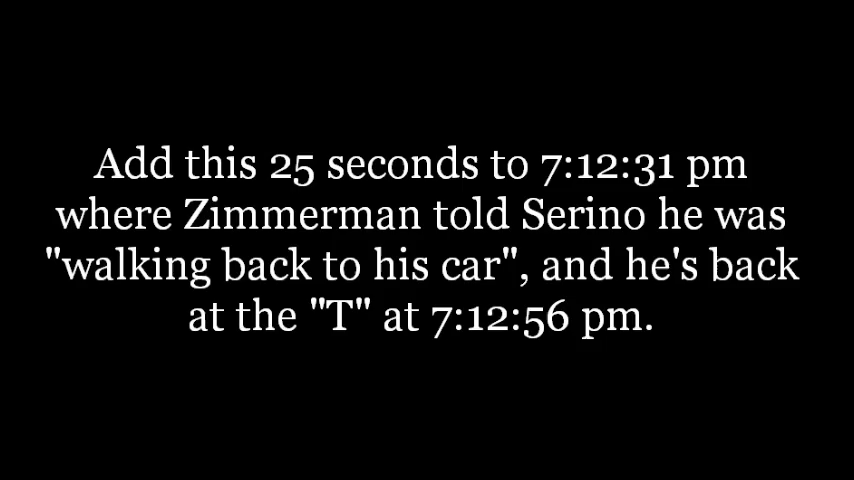 Add this 25 seconds to 7:12:31 pm
where Zimmerman told Serino he was
"walking back to his car", and he's back
at the "T" at 7:12:56 pm.